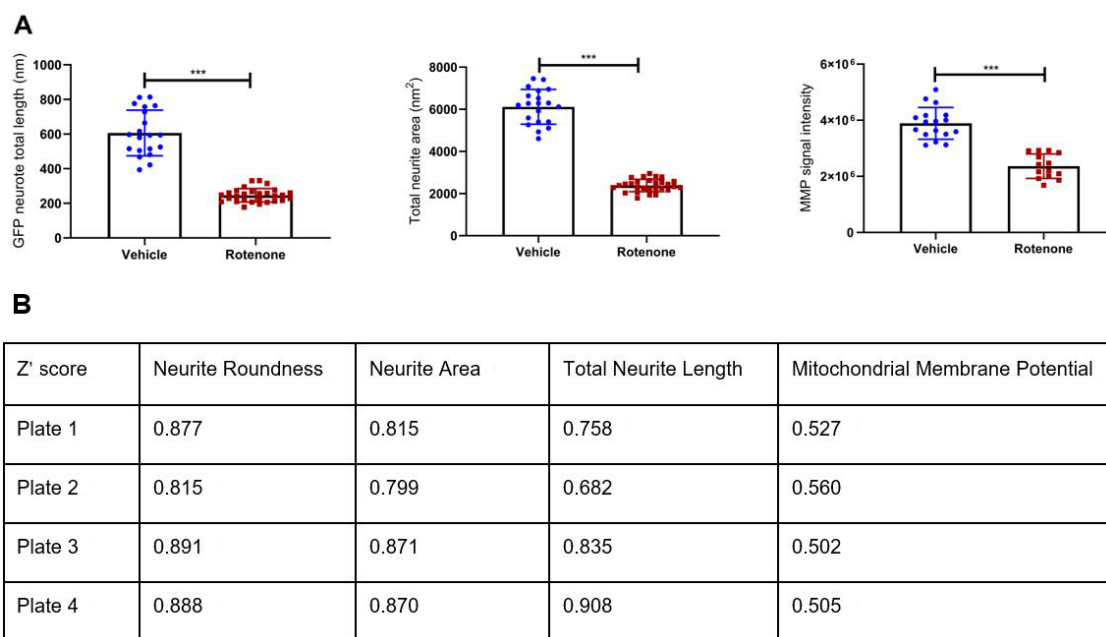 A
GFP neurote total length (nm)
1000
800
600
400
200
0
***
Vehicle Rotenone
Total neurite area (nm²)
8000
6000
4000
2000
0
***
Vehicle Rotenone
MMP signal intensity
6×10⁶
4×10⁶
2×10⁶
0
***
Vehicle Rotenone
B
Z' score Neurite Roundness Neurite Area Total Neurite Length Mitochondrial Membrane Potential
Plate 1 0.877 0.815 0.758 0.527
Plate 2 0.815 0.799 0.682 0.560
Plate 3 0.891 0.871 0.835 0.502
Plate 4 0.888 0.870 0.908 0.505